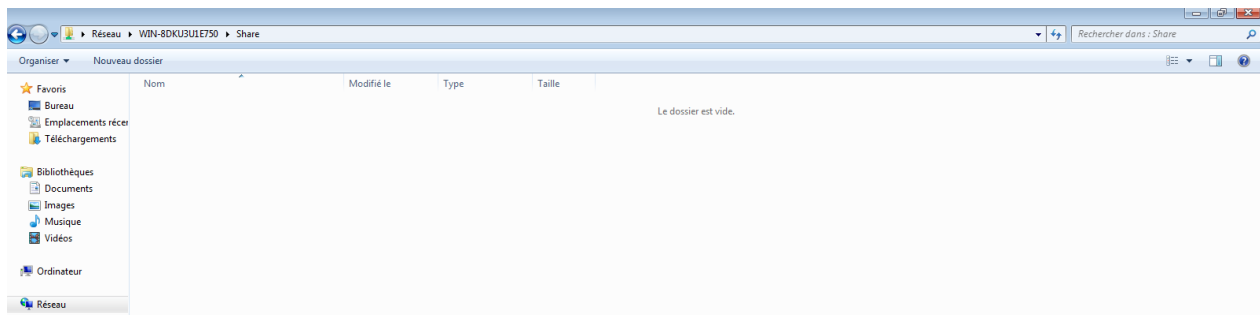 Réseau WIN-8DKU3U1E750 Share
Rechercher dans : Share
Organiser Nouveau dossier
Nom Modifié le Type Taille
Le dossier est vide.
Favoris
Bureau
Emplacements récen
Téléchargements
Bibliothèques
Documents
Images
Musique
Vidéos
Ordinateur
Réseau